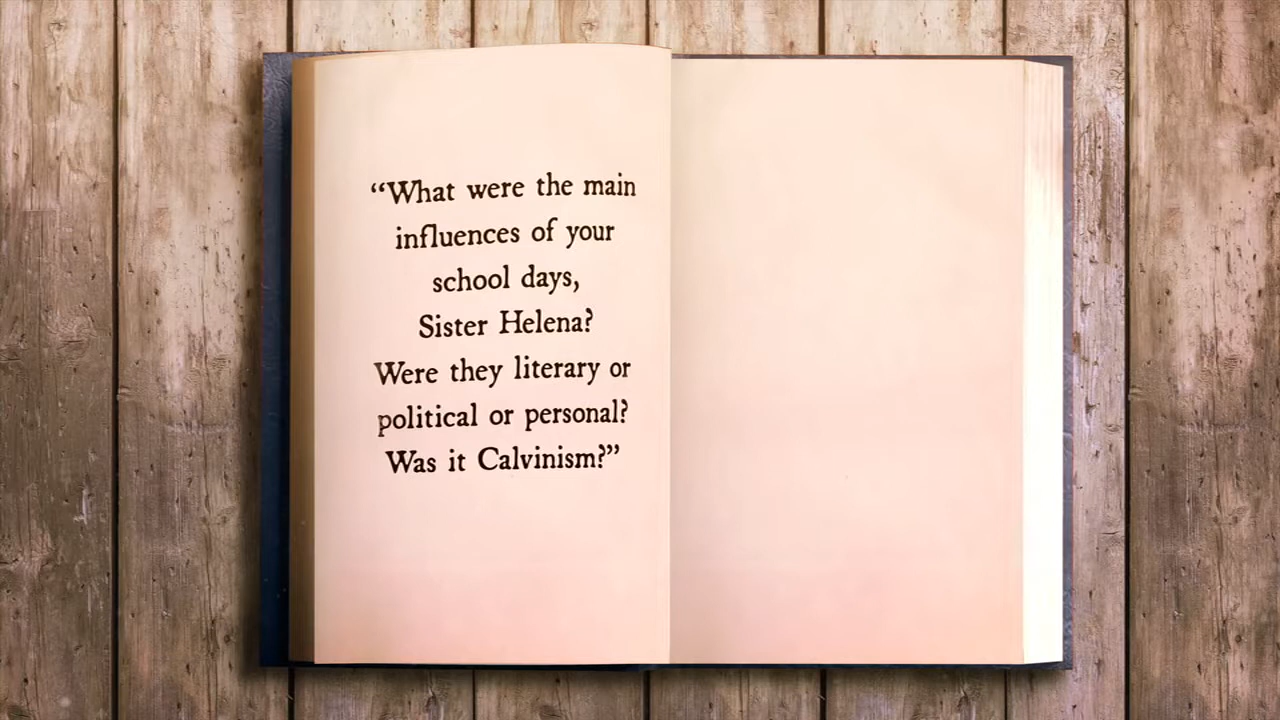 “What were the main
influences of your
school days,
Sister Helena?
Were they literary or
political or personal?
Was it Calvinism?”